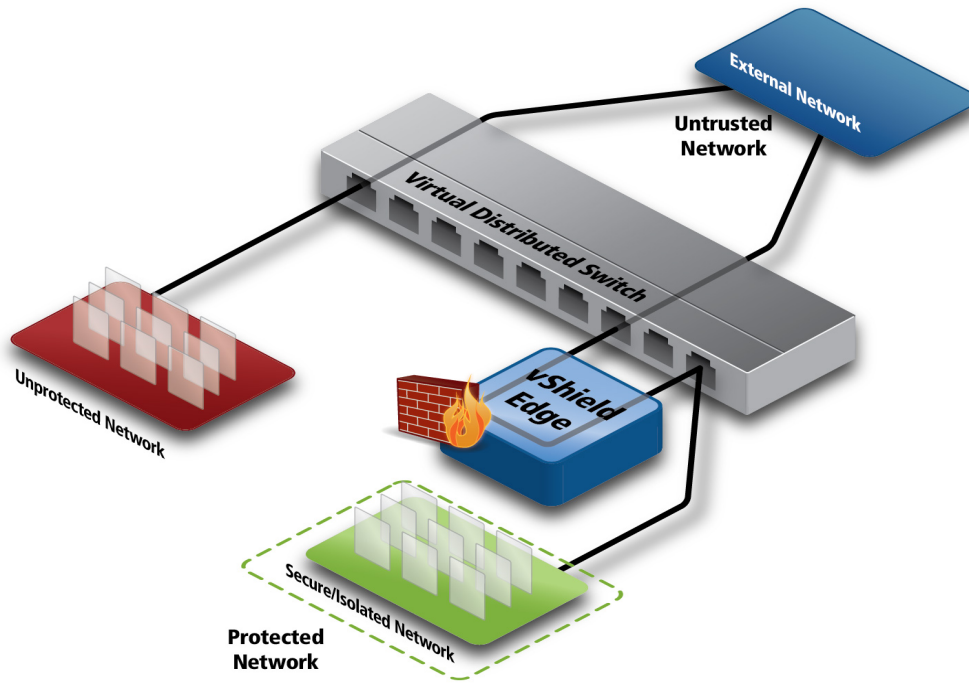 External Network
Untrusted
Network
Virtual Distributed Switch
Unprotected Network
vShield
Edge
Secure/Isolated Network
Protected
Network